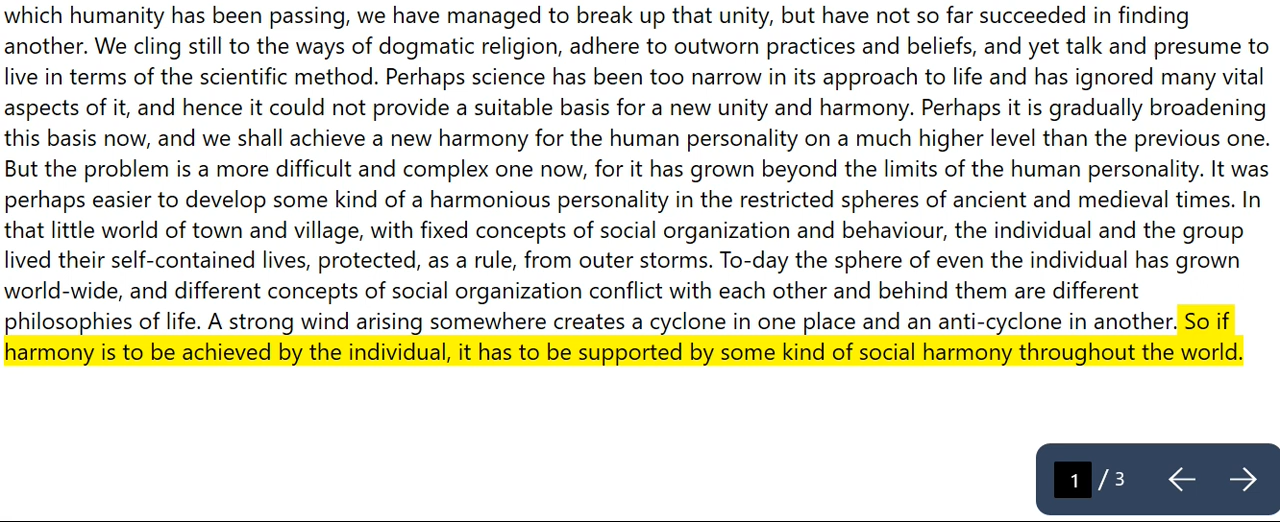 which humanity has been passing, we have managed to break up that unity, but have not so far succeeded in finding
another. We cling still to the ways of dogmatic religion, adhere to outworn practices and beliefs, and yet talk and presume to
live in terms of the scientific method. Perhaps science has been too narrow in its approach to life and has ignored many vital
aspects of it, and hence it could not provide a suitable basis for a new unity and harmony. Perhaps it is gradually broadening
this basis now, and we shall achieve a new harmony for the human personality on a much higher level than the previous one.
But the problem is a more difficult and complex one now, for it has grown beyond the limits of the human personality. It was
perhaps easier to develop some kind of a harmonious personality in the restricted spheres of ancient and medieval times. In
that little world of town and village, with fixed concepts of social organization and behaviour, the individual and the group
lived their self-contained lives, protected, as a rule, from outer storms. To-day the sphere of even the individual has grown
world-wide, and different concepts of social organization conflict with each other and behind them are different
philosophies of life. A strong wind arising somewhere creates a cyclone in one place and an anti-cyclone in another. So if
harmony is to be achieved by the individual, it has to be supported by some kind of social harmony throughout the world.
1 / 3